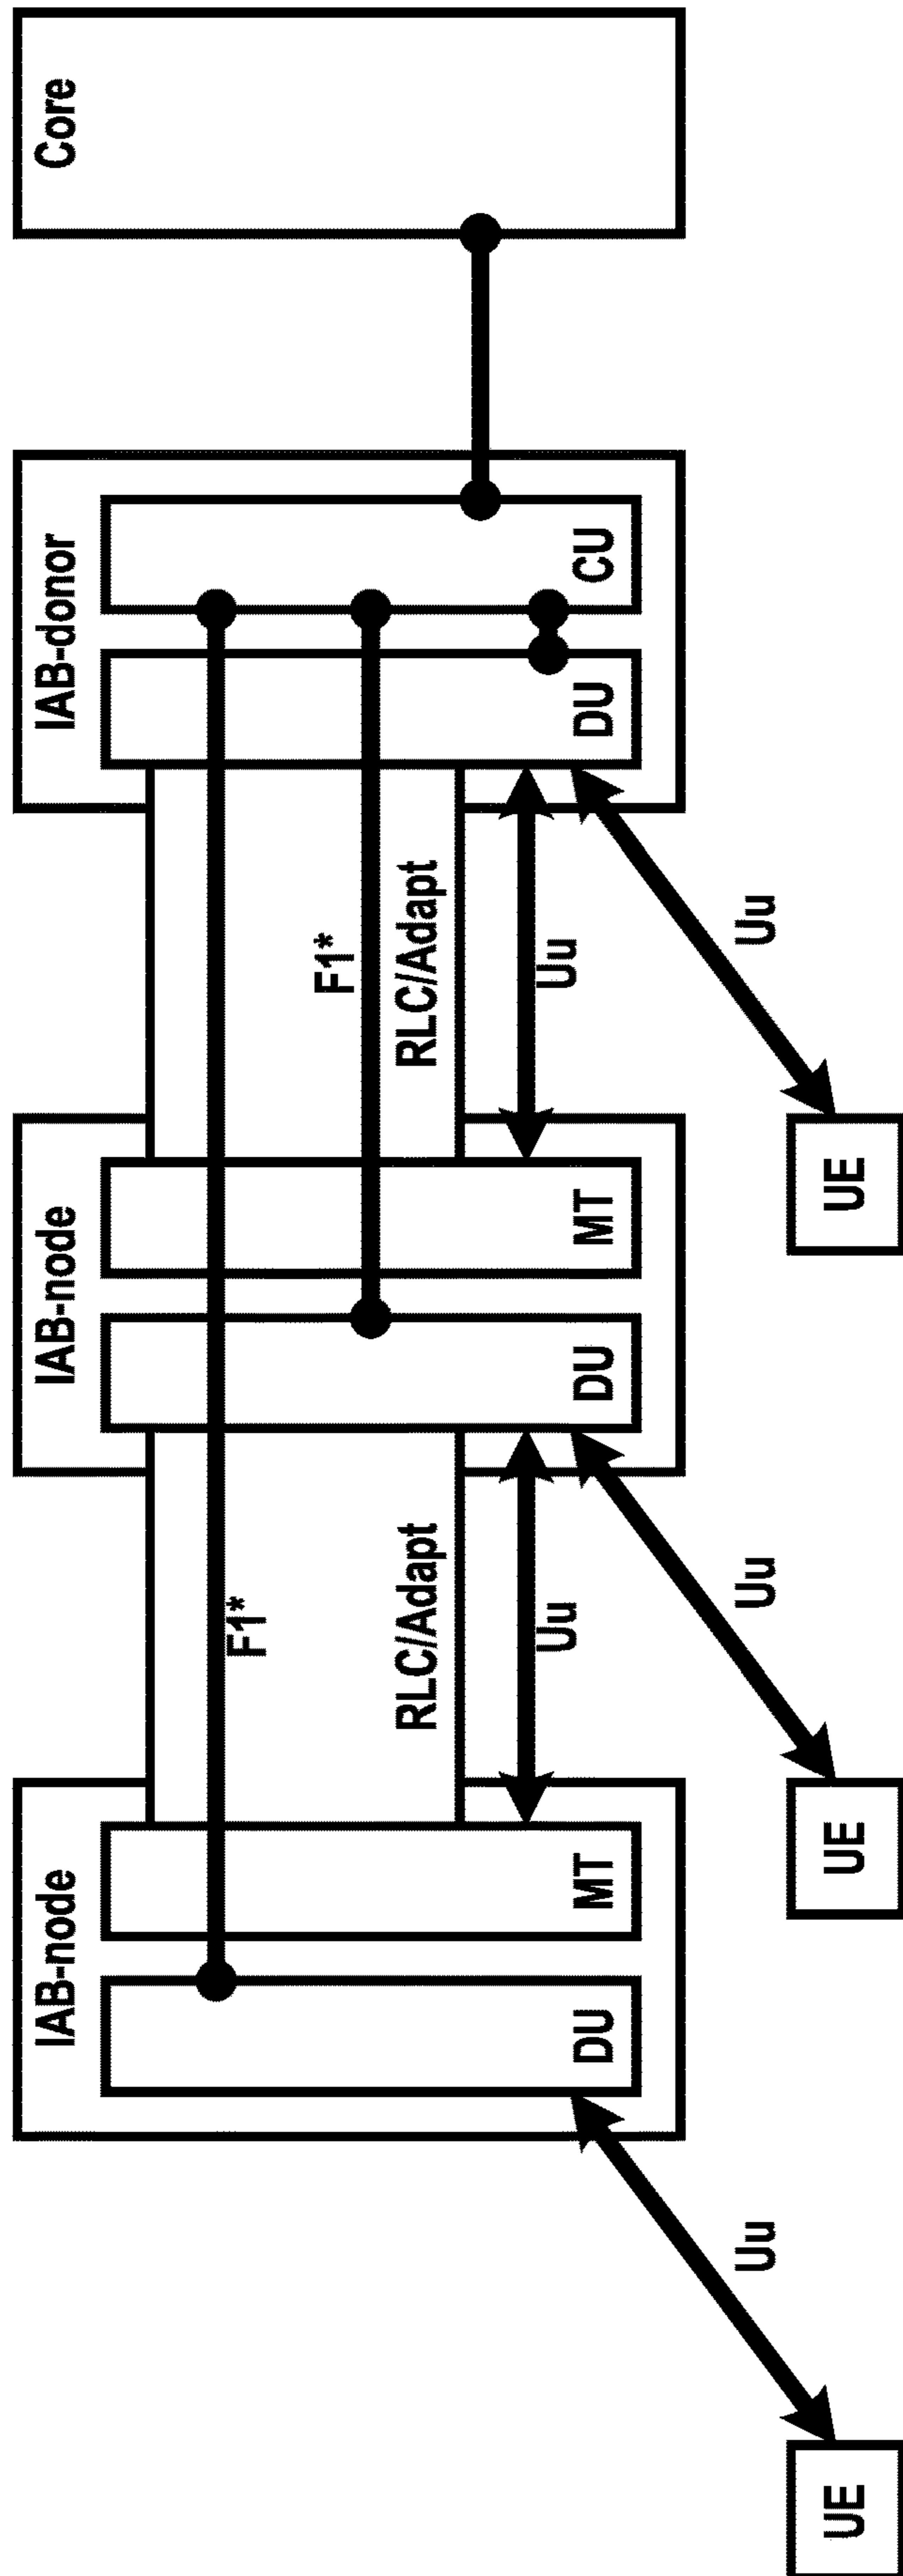 IAB-node
IAB-node
IAB-donor
Core
F1*
F1*
RLC/Adapt
RLC/Adapt
Uu
Uu
DU
MT
DU
MT
DU
CU
Uu
Uu
Uu
UE
UE
UE